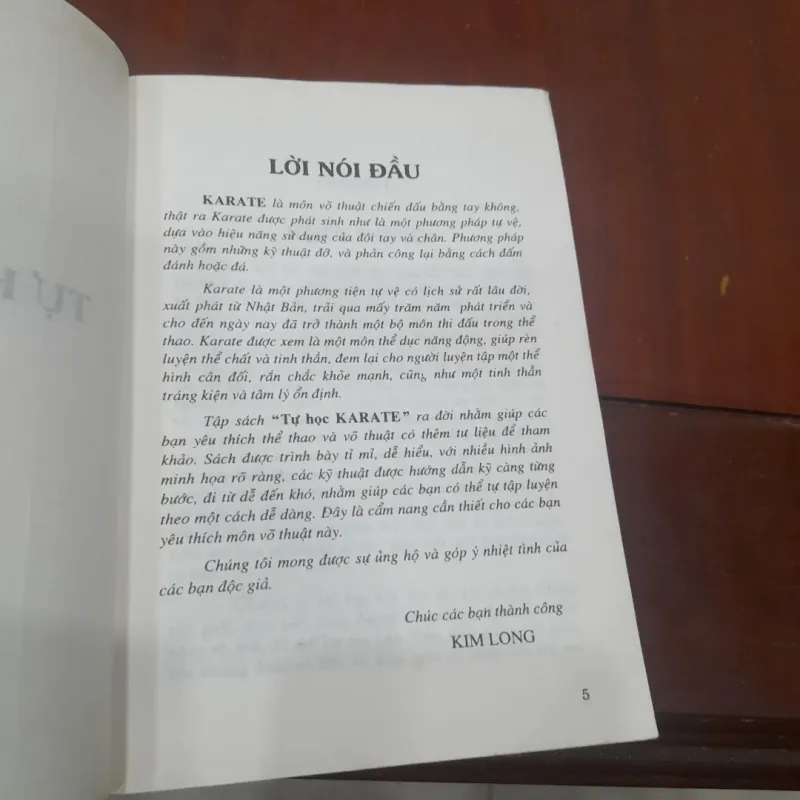 LỜI NÓI ĐẦU
KARATE là môn võ thuật chiến đấu bằng tay không,
thật ra Karate được phát sinh như là một phương pháp tự vệ,
dựa vào hiệu năng sử dụng của đôi tay và chân. Phương pháp
này gồm những kỹ thuật đỡ, và phản công lại bằng cách đấm
đánh hoặc đá.
Karate là một phương tiện tự vệ có lịch sử rất lâu đời,
xuất phát từ Nhật Bản, trải qua mấy trăm năm phát triển và
cho đến ngày nay đã trở thành một bộ môn thi đấu trong thể
thao. Karate được xem là một môn thể dục năng động, giúp rèn
luyện thể chất và tinh thần, đem lại cho người luyện tập một thể
hình cân đối, rắn chắc khỏe mạnh, cũng như một tinh thần
tráng kiện và tâm lý ổn định.
Tập sách “Tự học KARATE” ra đời nhằm giúp các
bạn yêu thích thể thao và võ thuật có thêm tư liệu để tham
khảo. Sách được trình bày tỉ mỉ, dễ hiểu, với nhiều hình ảnh
minh họa rõ ràng, các kỹ thuật được hướng dẫn kỹ càng từng
bước, đi từ dễ đến khó, nhằm giúp các bạn có thể tự tập luyện
theo một cách dễ dàng. Đây là cẩm nang cần thiết cho các bạn
yêu thích môn võ thuật này.
Chúng tôi mong được sự ủng hộ và góp ý nhiệt tình của
các bạn độc giả.
Chúc các bạn thành công
KIM LONG
5